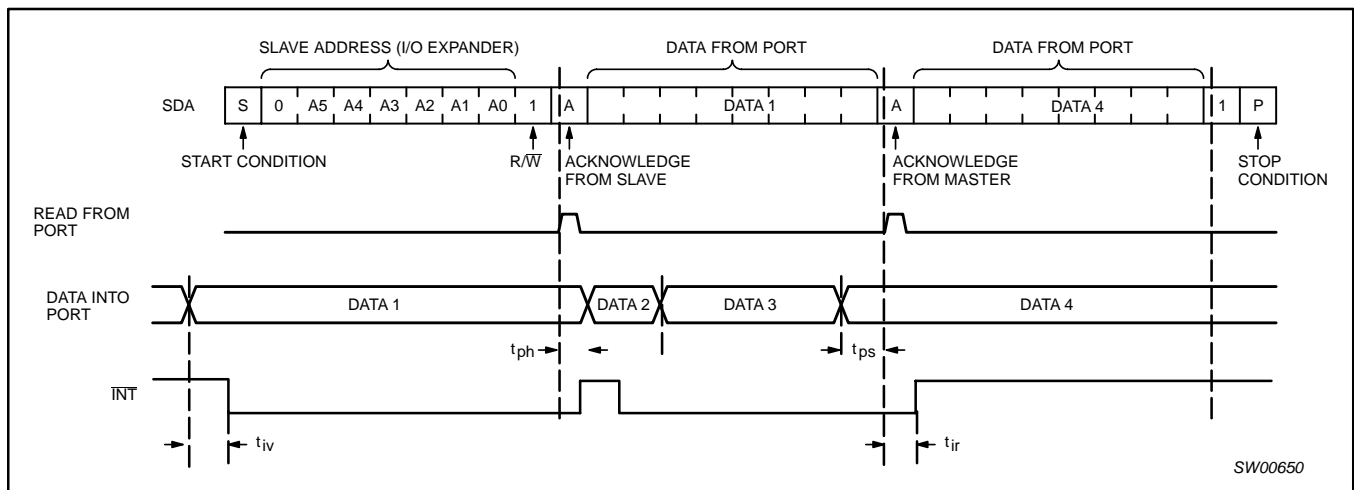 SLAVE ADDRESS (I/O EXPANDER) DATA FROM PORT DATA FROM PORT
SDA S 0 A5 A4 A3 A2 A1 A0 1 A DATA 1 A DATA 4 1 P
START CONDITION R/W̅ ACKNOWLEDGE FROM SLAVE ACKNOWLEDGE FROM MASTER STOP CONDITION
READ FROM
PORT
DATA INTO
PORT
DATA 1 DATA 2 DATA 3 DATA 4
tph tps
I̅N̅T̅
tiv tir
SW00650